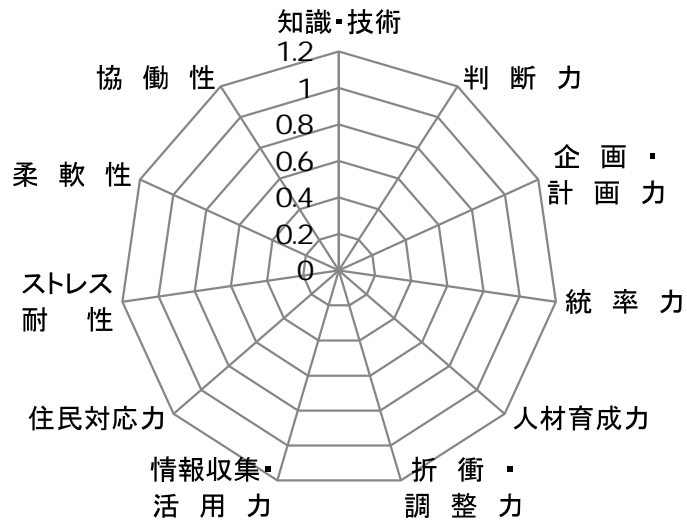 知識・技術
1.2
1
0.8
0.6
0.4
0.2
0
判 断 力
企 画 ・
計 画 力
統 率 力
人材育成力
折 衝 ・
調 整 力
情報収集・
活 用 力
住民対応力
ストレス
耐 性
柔 軟 性
協 働 性